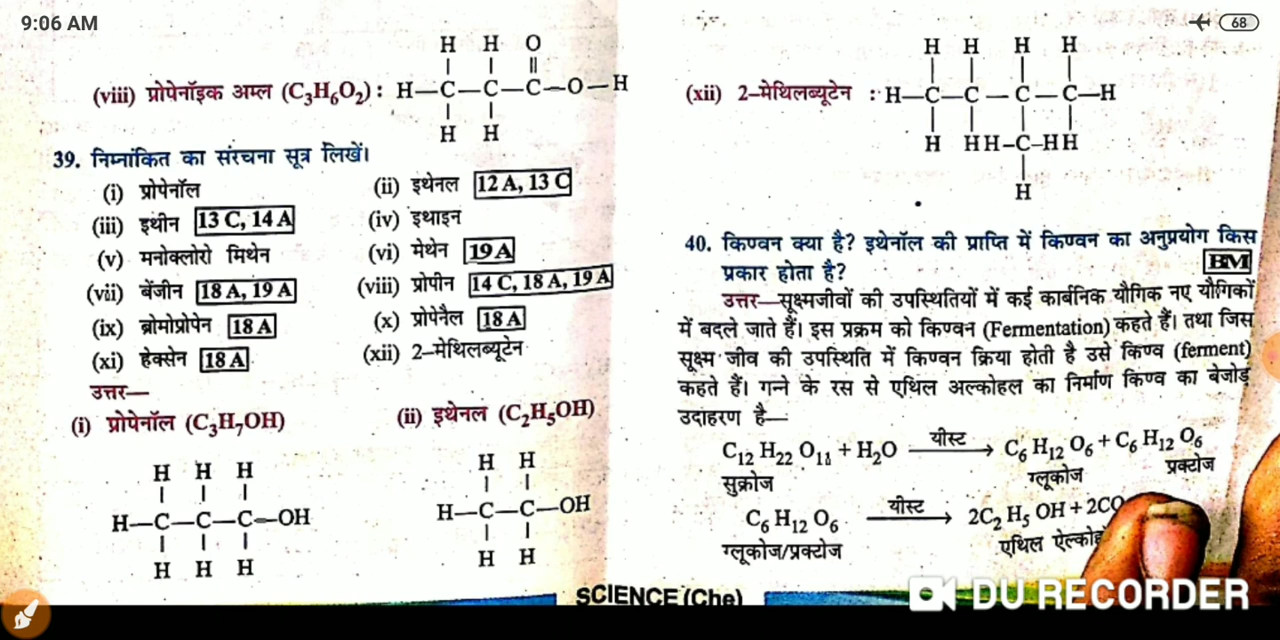 9:06 AM
68
H H O
(viii) प्रोपेनॉइक अम्ल (C₃H₆O₂) : H—C—C—C—O—H
H H
39. निम्नांकित का संरचना सूत्र लिखें।
(i) प्रोपेनॉल (ii) इथेनल 12 A, 13 C
(iii) इथीन 13 C, 14 A (iv) इथाइन
(v) मनोक्लोरो मिथेन (vi) मेथेन 19 A
(vii) बेंजीन 18 A, 19 A (viii) प्रोपीन 14 C, 18 A, 19 A
(ix) ब्रोमोप्रोपेन 18 A (x) प्रोपेनैल 18 A
(xi) हेक्सेन 18 A (xii) 2–मेथिलब्यूटेन
उत्तर—
(i) प्रोपेनॉल (C₃H₇OH) (ii) इथेनल (C₂H₅OH)
H H H
H—C—C—C—OH
H H H
H H
H—C—C—OH
H H
H H H H
(xii) 2–मेथिलब्यूटेन : H—C—C—C—C—H
H HH–C–HH
H
40. किण्वन क्या है? इथेनॉल की प्राप्ति में किण्वन का अनुप्रयोग किस
प्रकार होता है? BM
उत्तर—सूक्ष्मजीवों की उपस्थितियों में कई कार्बनिक यौगिक नए यौगिकों
में बदले जाते हैं। इस प्रक्रम को किण्वन (Fermentation) कहते हैं। तथा जिस
सूक्ष्म जीव की उपस्थिति में किण्वन क्रिया होती है उसे किण्व (ferment)
कहते हैं। गन्ने के रस से एथिल अल्कोहल का निर्माण किण्व का बेजोड़
उदाहरण है—
C₁₂ H₂₂ O₁₁ + H₂O यीस्ट → C₆ H₁₂ O₆ + C₆ H₁₂ O₆
सुक्रोज ग्लूकोज प्रक्टोज
C₆ H₁₂ O₆ यीस्ट → 2C₂ H₅ OH + 2CO
ग्लूकोज/प्रक्टोज एथिल
SCIENCE (Che)
DU RECORDER